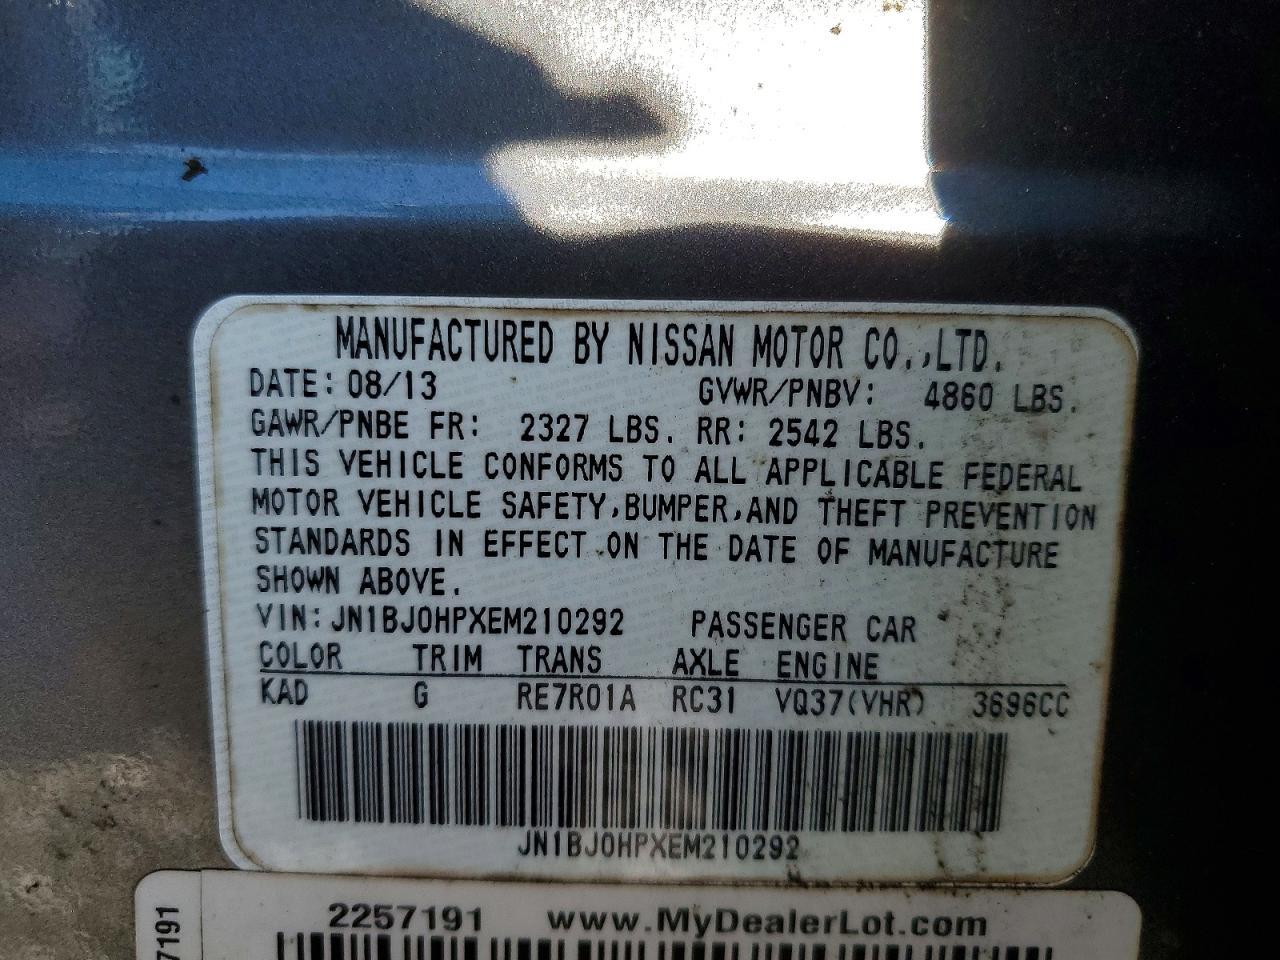 MANUFACTURED BY NISSAN MOTOR CO.,LTD.
DATE: 08/13 GVWR/PNBV: 4860 LBS.
GAWR/PNBE FR: 2327 LBS. RR: 2542 LBS.
THIS VEHICLE CONFORMS TO ALL APPLICABLE FEDERAL
MOTOR VEHICLE SAFETY,BUMPER,AND THEFT PREVENTION
STANDARDS IN EFFECT ON THE DATE OF MANUFACTURE
SHOWN ABOVE.
VIN: JN1BJ0HPXEM210292 PASSENGER CAR
COLOR TRIM TRANS AXLE ENGINE
KAD G RE7R01A RC31 VQ37(VHR) 3696CC
JN1BJ0HPXEM210292
2257191 www.MyDealerLot.com
7191